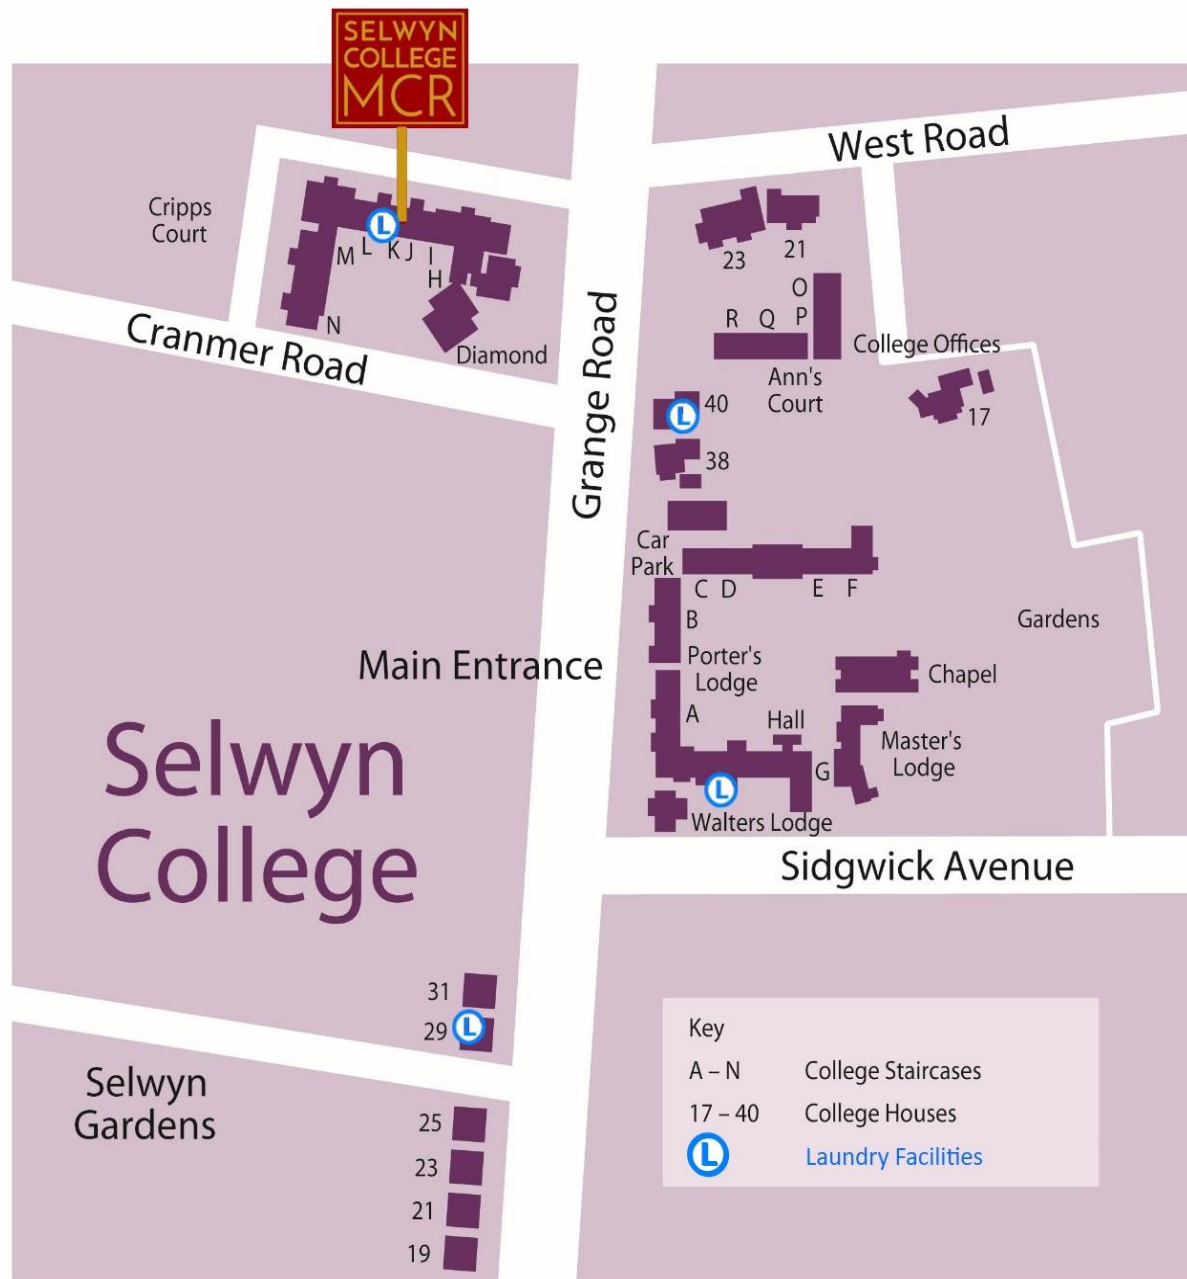 SELWYN
COLLEGE
MCR
West Road
Cripps
Court
M
L
K
J
I
H
N
Diamond
Cranmer Road
Grange Road
23
21
O
P
R
Q
College Offices
Ann's
Court
17
L
40
38
Car
Park
C
D
E
F
B
Gardens
Main Entrance
Porter's
Lodge
Chapel
A
Hall
Master's
Lodge
G
L
L
Walters Lodge
Selwyn
College
Sidgwick Avenue
31
29
L
Selwyn
Gardens
25
23
21
19
Key
A – N College Staircases
17 – 40 College Houses
L Laundry Facilities